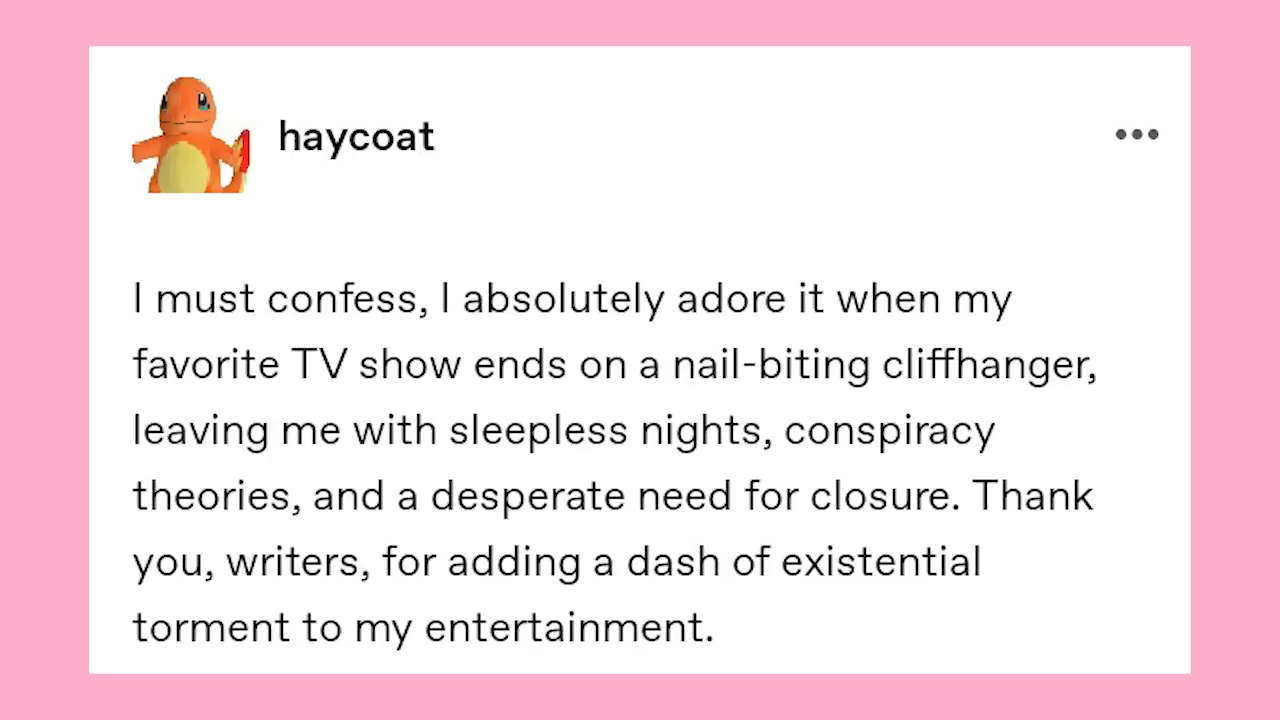 haycoat
I must confess, I absolutely adore it when my
favorite TV show ends on a nail-biting cliffhanger,
leaving me with sleepless nights, conspiracy
theories, and a desperate need for closure. Thank
you, writers, for adding a dash of existential
torment to my entertainment.